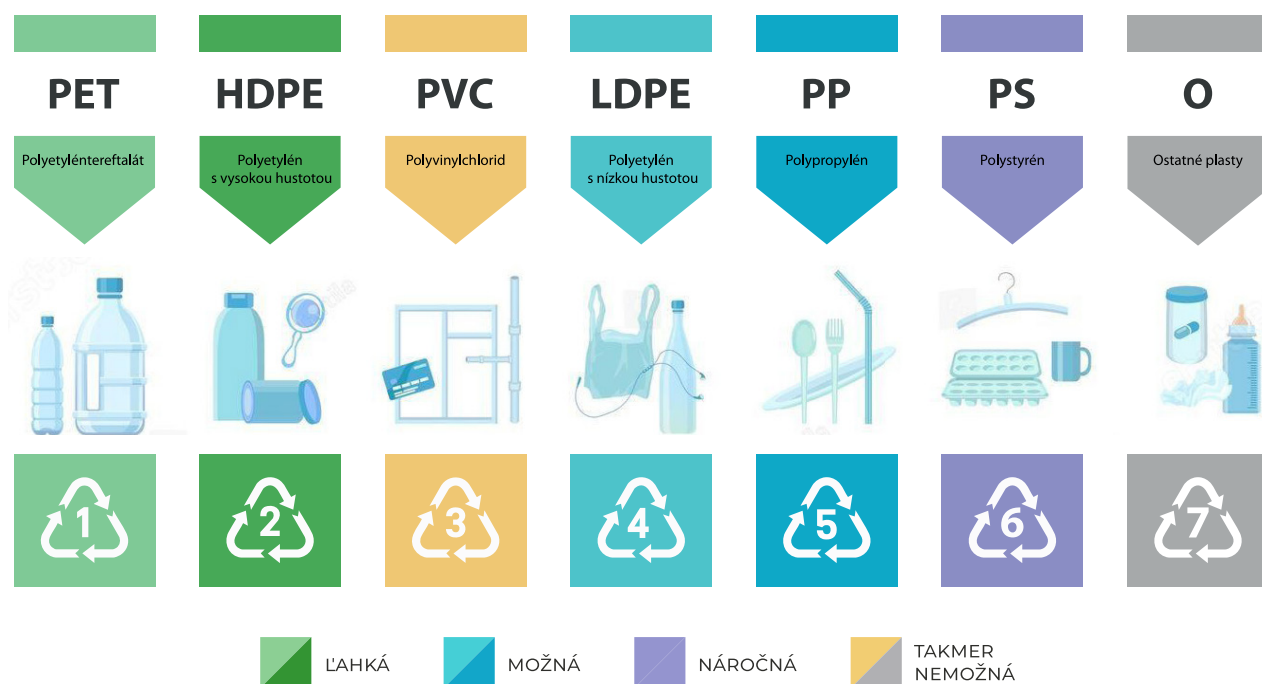 PET
HDPE
PVC
LDPE
PP
PS
O
Polyetyléntereftalát
Polyetylén
s vysokou hustotou
Polyvinylchlorid
Polyetylén
s nízkou hustotou
Polypropylén
Polystyrén
Ostatné plasty
1
2
3
4
5
6
7
ĽAHKÁ
MOŽNÁ
NÁROČNÁ
TAKMER
NEMOŽNÁ